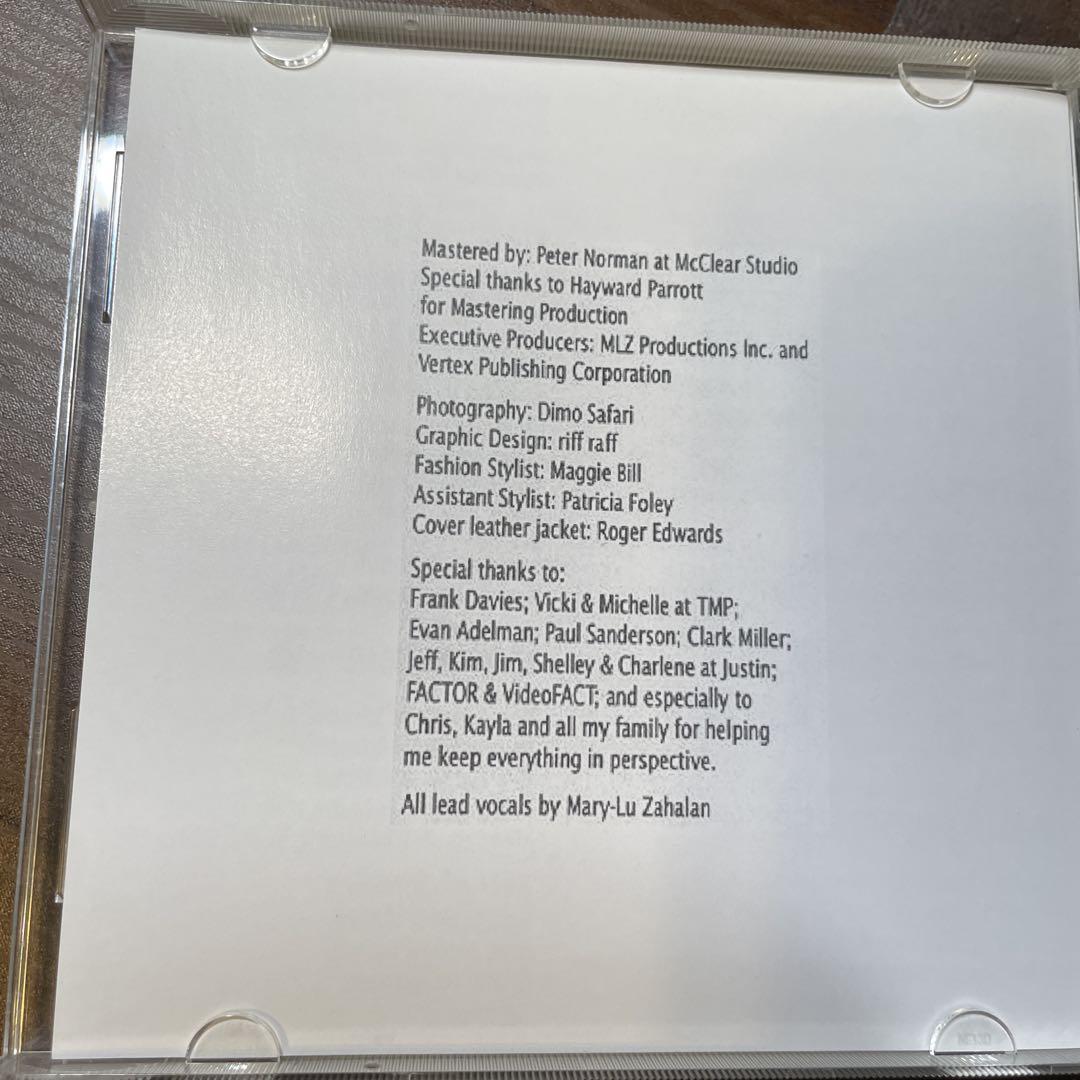 Mastered by: Peter Norman at McClear Studio
Special thanks to Hayward Parrott
for Mastering Production
Executive Producers: MLZ Productions Inc. and
Vertex Publishing Corporation
Photography: Dimo Safari
Graphic Design: riff raff
Fashion Stylist: Maggie Bill
Assistant Stylist: Patricia Foley
Cover leather jacket: Roger Edwards
Special thanks to:
Frank Davies; Vicki & Michelle at TMP;
Evan Adelman; Paul Sanderson; Clark Miller;
Jeff, Kim, Jim, Shelley & Charlene at Justin;
FACTOR & VideoFACT; and especially to
Chris, Kayla and all my family for helping
me keep everything in perspective.
All lead vocals by Mary-Lu Zahalan